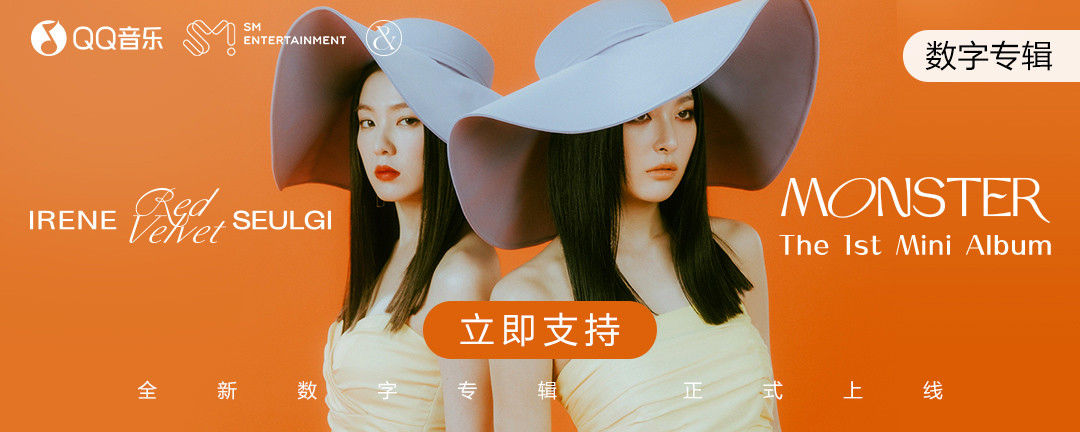 QQ音乐
SM
ENTERTAINMENT
&
数字专辑
IRENE Red Velvet SEULGI
MONSTER
The 1st Mini Album
立即支持
全新数字专辑 正式上线